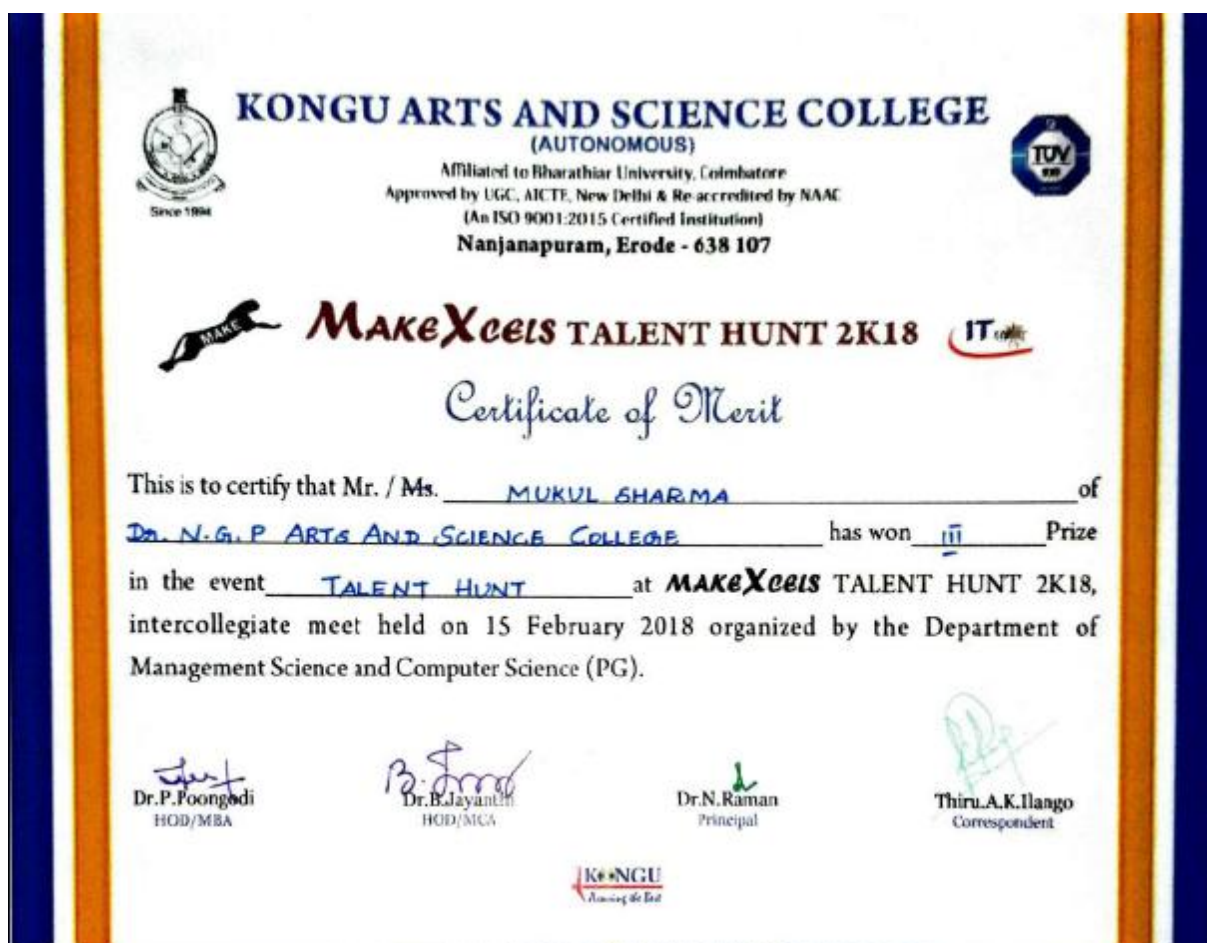 KONGU ARTS AND SCIENCE COLLEGE
(AUTONOMOUS)
Affiliated to Bharathiar University, Coimbatore
Approved by UGC, AICTE, New Delhi & Re-accredited by NAAC
(An ISO 9001:2015 Certified Institution)
Nanjanapuram, Erode - 638 107
Since 1994
TÜV
MAKE
MAKEXCELS TALENT HUNT 2K18
IT
Certificate of Merit
This is to certify that Mr. / Ms. MUKUL SHARMA of
Dr. N.G.P ARTS AND SCIENCE COLLEGE has won III Prize
in the event TALENT HUNT at MAKEXCELS TALENT HUNT 2K18,
intercollegiate meet held on 15 February 2018 organized by the Department of
Management Science and Computer Science (PG).
Dr.P.Poongodi Dr.B.Jayanthi Dr.N.Raman Thiru.A.K.Ilango
HOD/MBA HOD/MCA Principal Correspondent
KONGU